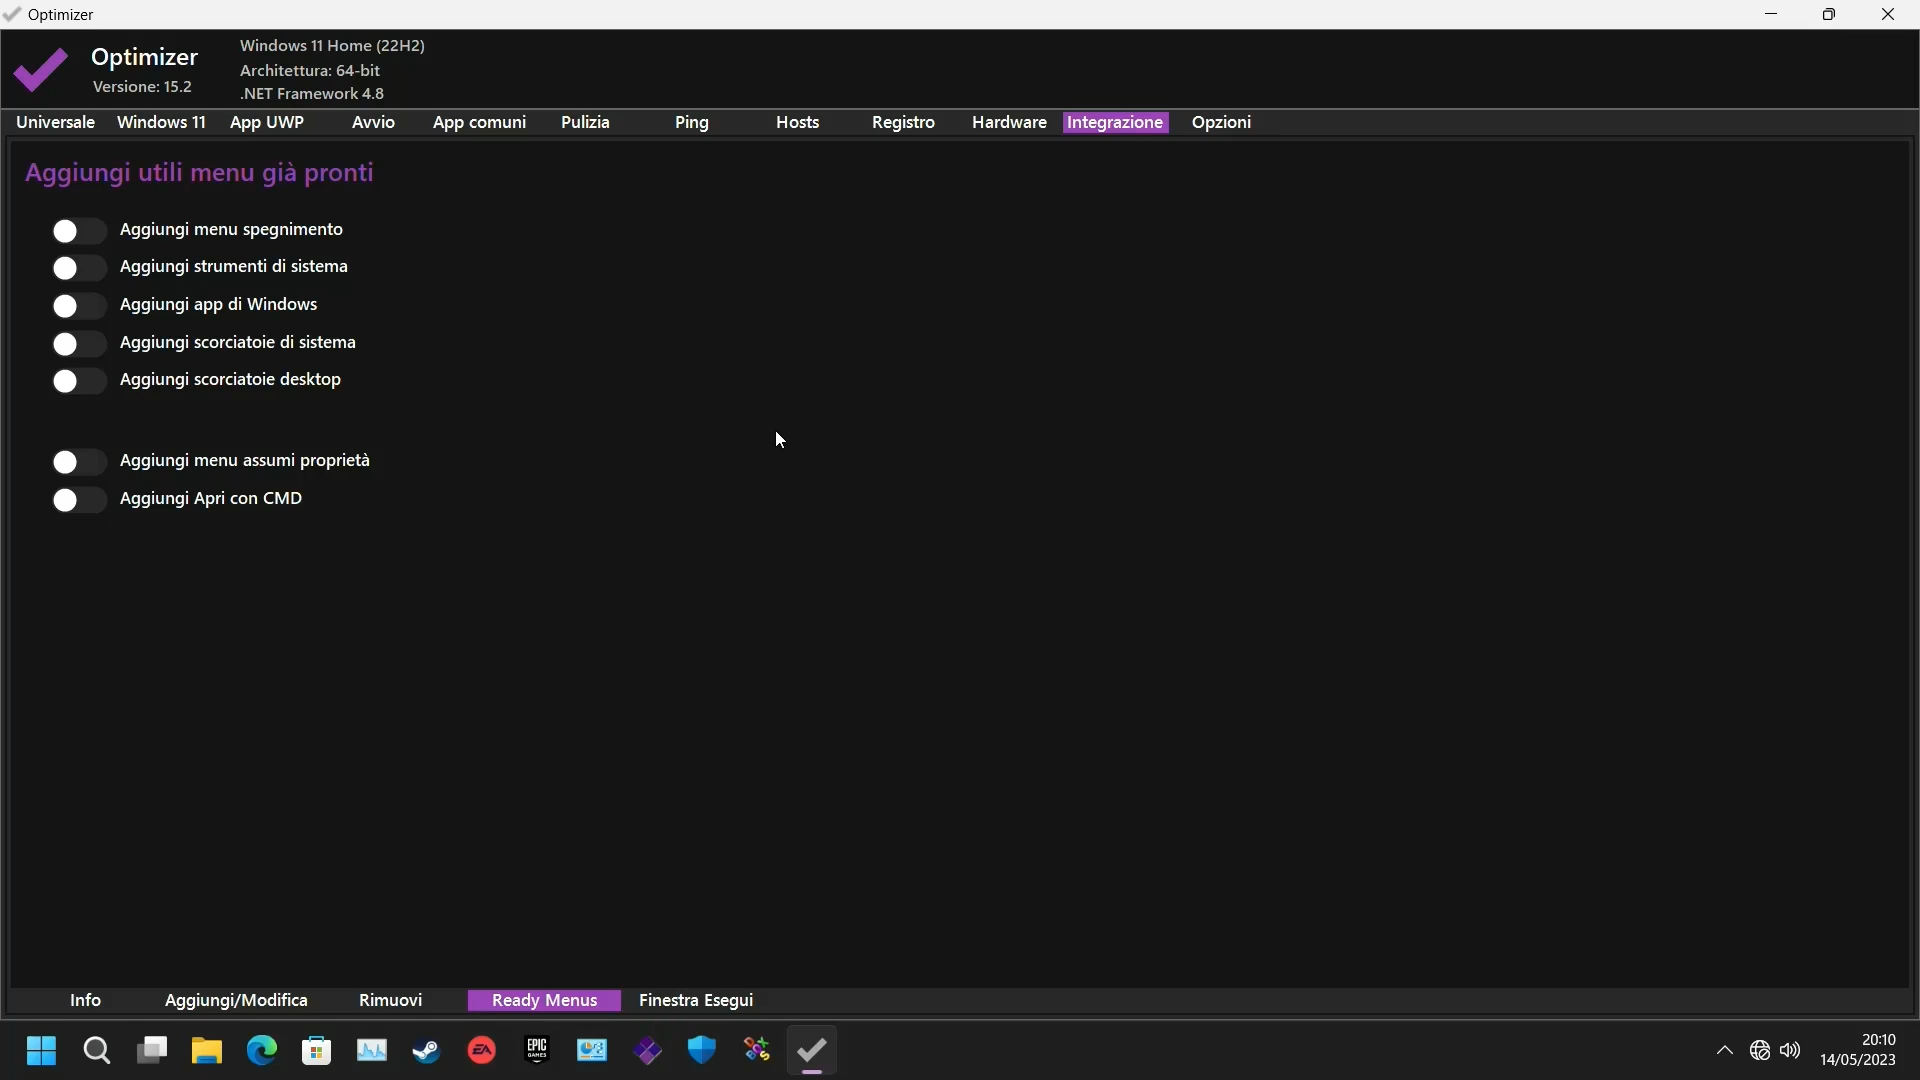 Optimizer
Optimizer
Versione: 15.2
Windows 11 Home (22H2)
Architettura: 64-bit
.NET Framework 4.8
Universale Windows 11 App UWP Avvio App comuni Pulizia Ping Hosts Registro Hardware Integrazione Opzioni
Aggiungi utili menu già pronti
Aggiungi menu spegnimento
Aggiungi strumenti di sistema
Aggiungi app di Windows
Aggiungi scorciatoie di sistema
Aggiungi scorciatoie desktop
Aggiungi menu assumi proprietà
Aggiungi Apri con CMD
Info Aggiungi/Modifica Rimuovi Ready Menus Finestra Esegui
EA
EPIC
GAMES
20:10
14/05/2023